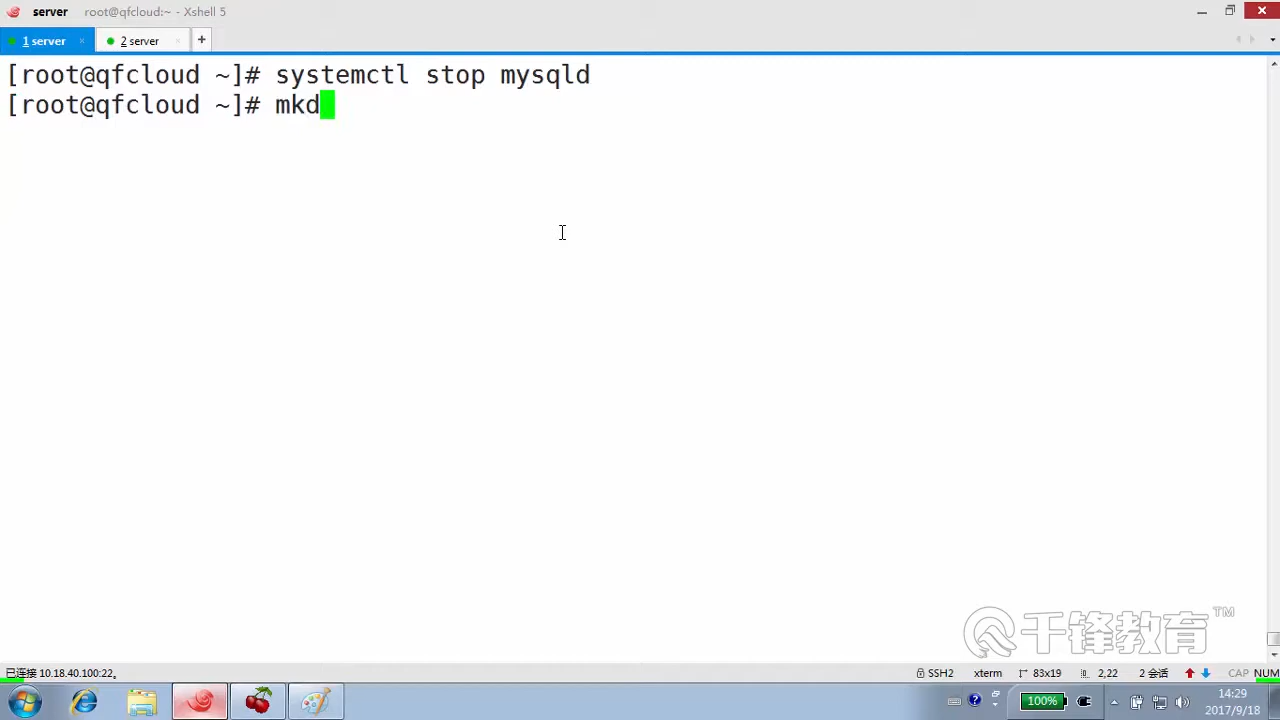 server root@qfcloud:~ - Xshell 5
1 server × 2 server × +
[root@qfcloud ~]# systemctl stop mysqld
[root@qfcloud ~]# mkd
千锋教育™
已连接 10.18.40.100:22。 SSH2 xterm 83x19 2,22 2 会话 CAP NUM
100% 14:29
2017/9/18